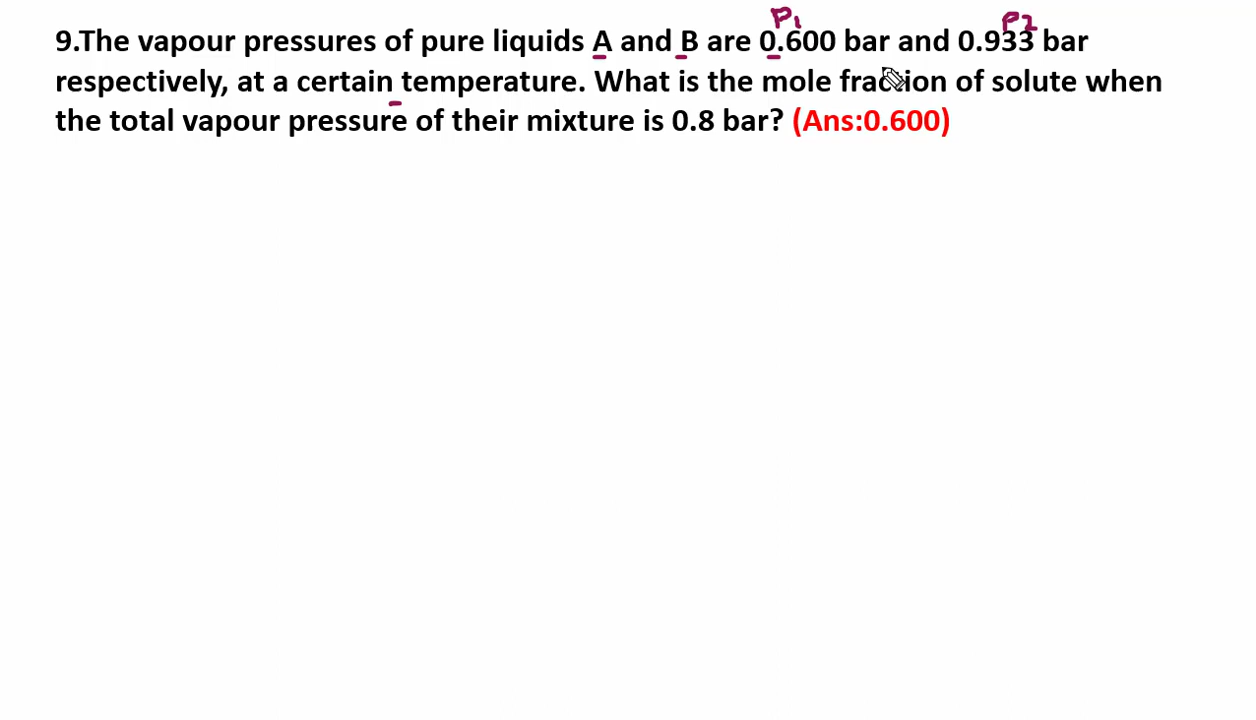 P1 P2
9.The vapour pressures of pure liquids A and B are 0.600 bar and 0.933 bar
respectively, at a certain temperature. What is the mole fraction of solute when
the total vapour pressure of their mixture is 0.8 bar? (Ans:0.600)